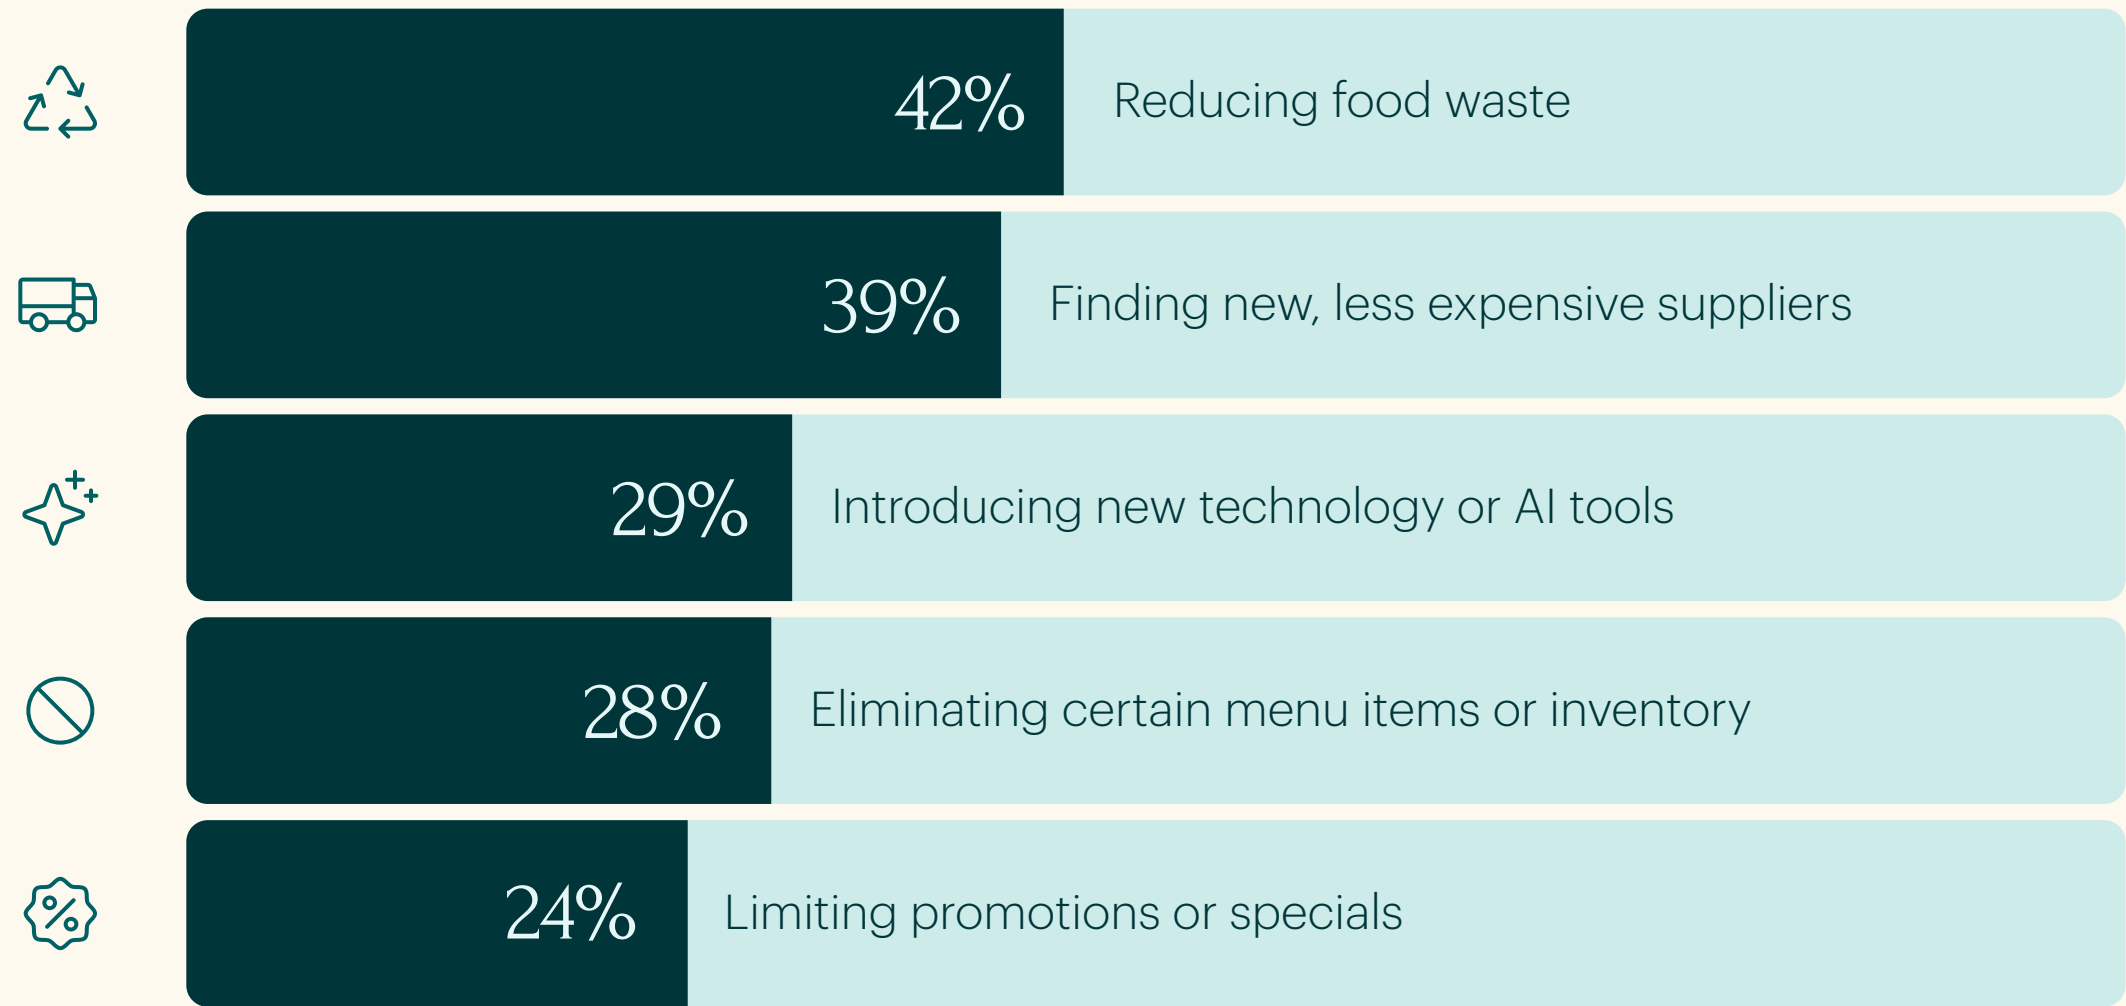 42% Reducing food waste
39% Finding new, less expensive suppliers
29% Introducing new technology or AI tools
28% Eliminating certain menu items or inventory
24% Limiting promotions or specials